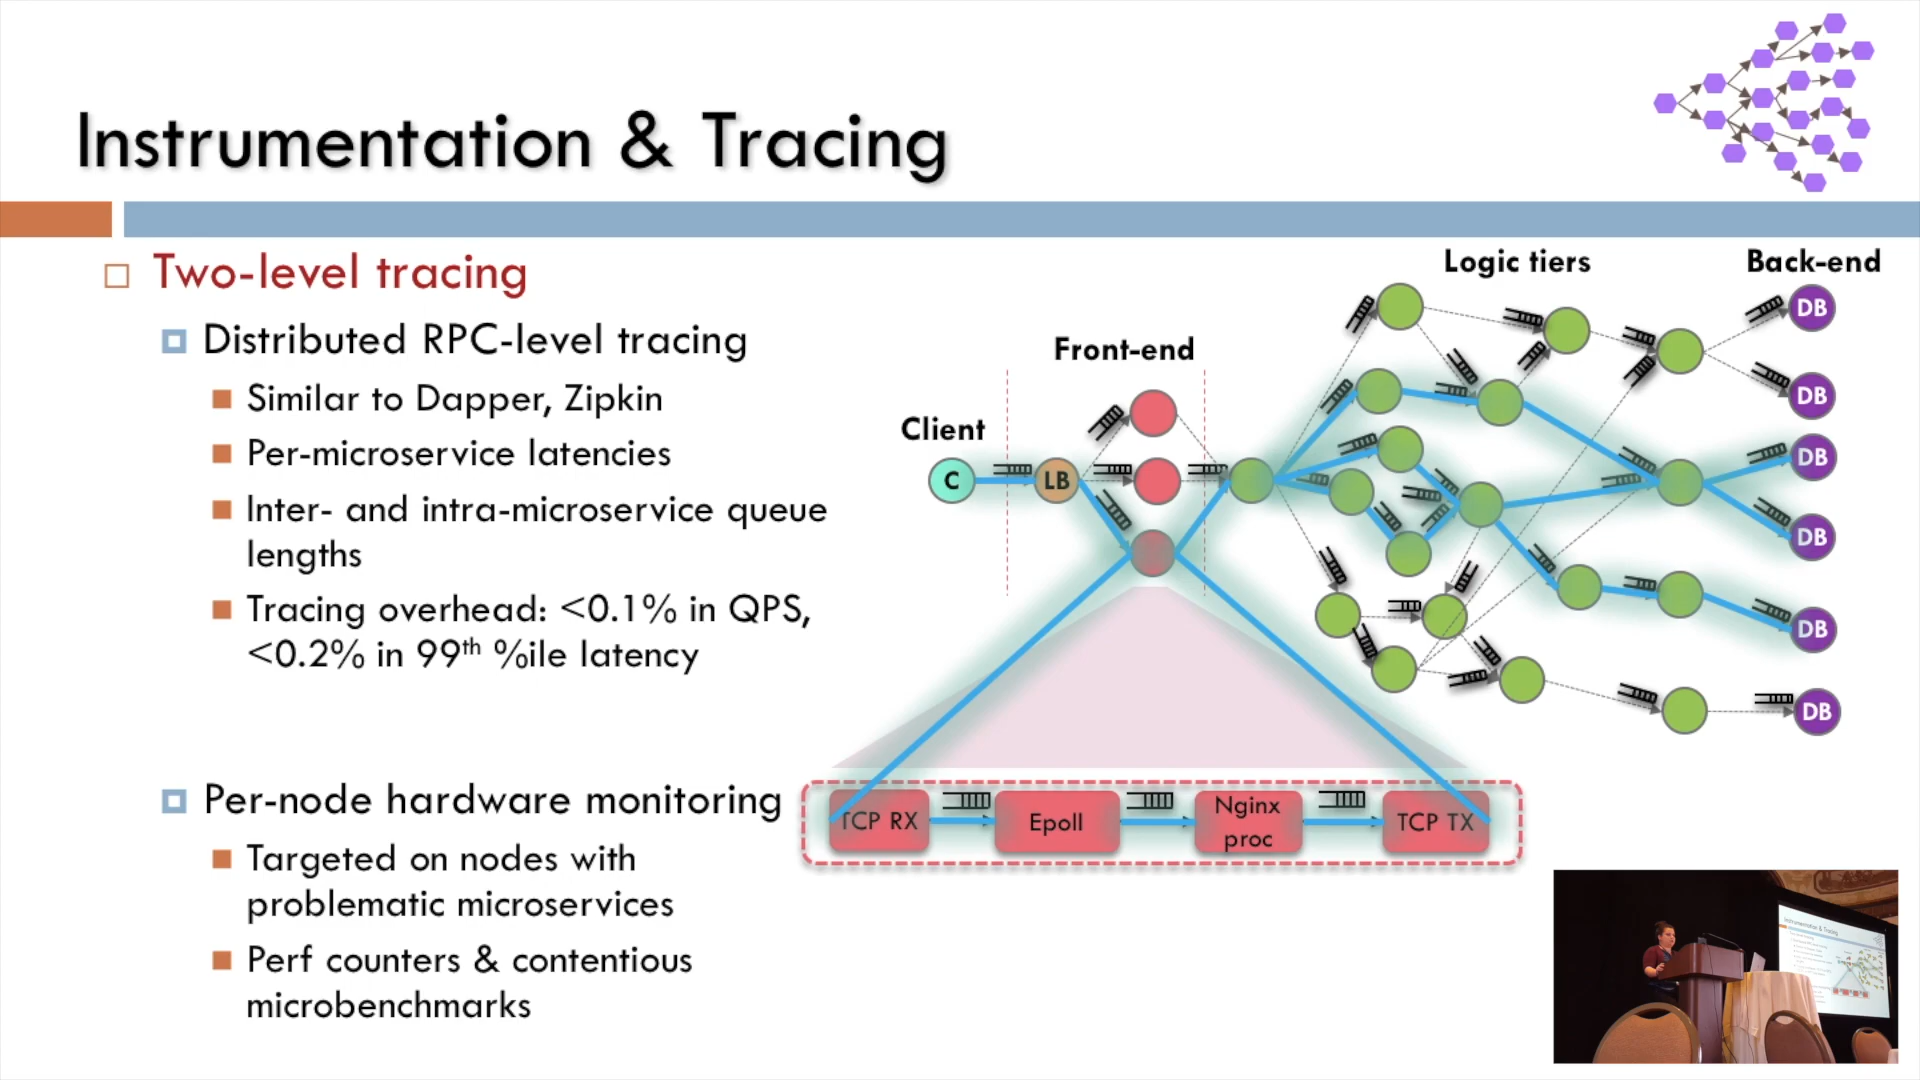 Instrumentation & Tracing
Two-level tracing
Distributed RPC-level tracing
Similar to Dapper, Zipkin
Per-microservice latencies
Inter- and intra-microservice queue
lengths
Tracing overhead: <0.1% in QPS,
<0.2% in 99th %ile latency
Per-node hardware monitoring
Targeted on nodes with
problematic microservices
Perf counters & contentious
microbenchmarks
Logic tiers
Back-end
Front-end
Client
C
LB
DB
DB
DB
DB
DB
DB
TCP RX
Epoll
Nginx
proc
TCP TX
Instrumentation & Tracing